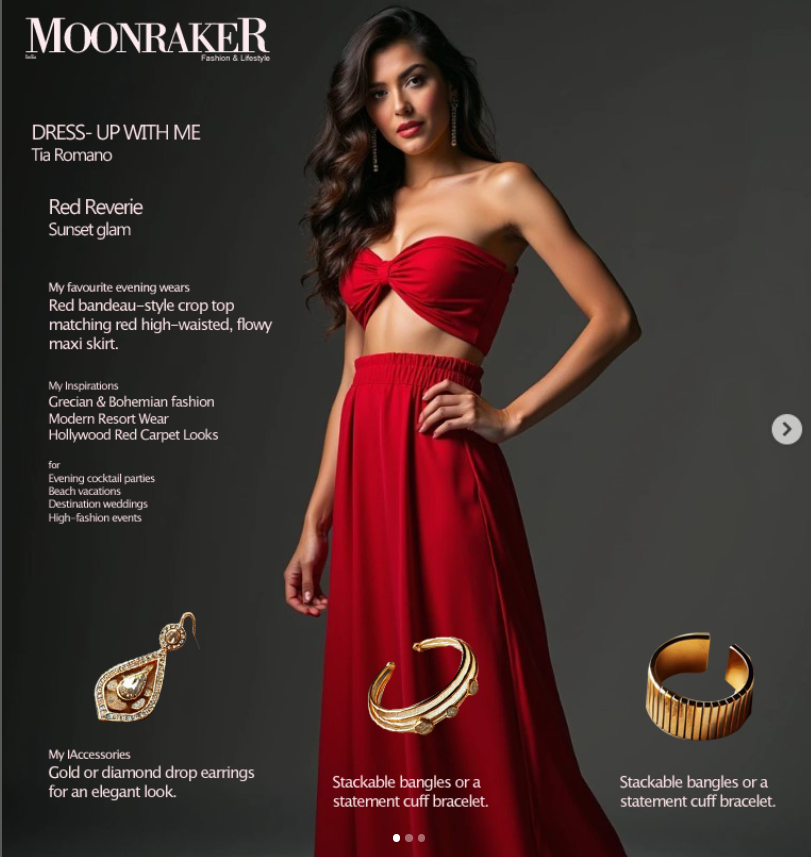 MOONRAKER
India
Fashion & Lifestyle
DRESS- UP WITH ME
Tia Romano
Red Reverie
Sunset glam
My favourite evening wears
Red bandeau-style crop top
matching red high-waisted, flowy
maxi skirt.
My Inspirations
Grecian & Bohemian fashion
Modern Resort Wear
Hollywood Red Carpet Looks
for
Evening cocktail parties
Beach vacations
Destination weddings
High-fashion events
My IAccessories
Gold or diamond drop earrings
for an elegant look.
Stackable bangles or a
statement cuff bracelet.
Stackable bangles or a
statement cuff bracelet.